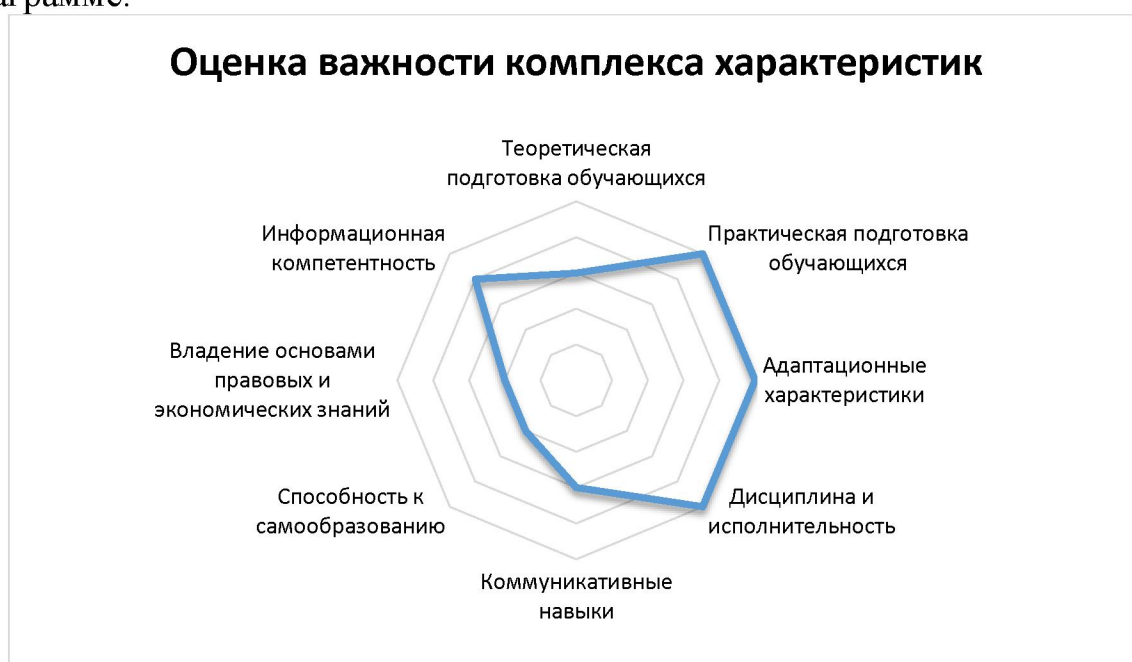 аграмме.
Оценка важности комплекса характеристик
Теоретическая
подготовка обучающихся
Практическая подготовка
обучающихся
Адаптационные
характеристики
Дисциплина и
исполнительность
Коммуникативные
навыки
Способность к
самообразованию
Владение основами
правовых и
экономических знаний
Информационная
компетентность